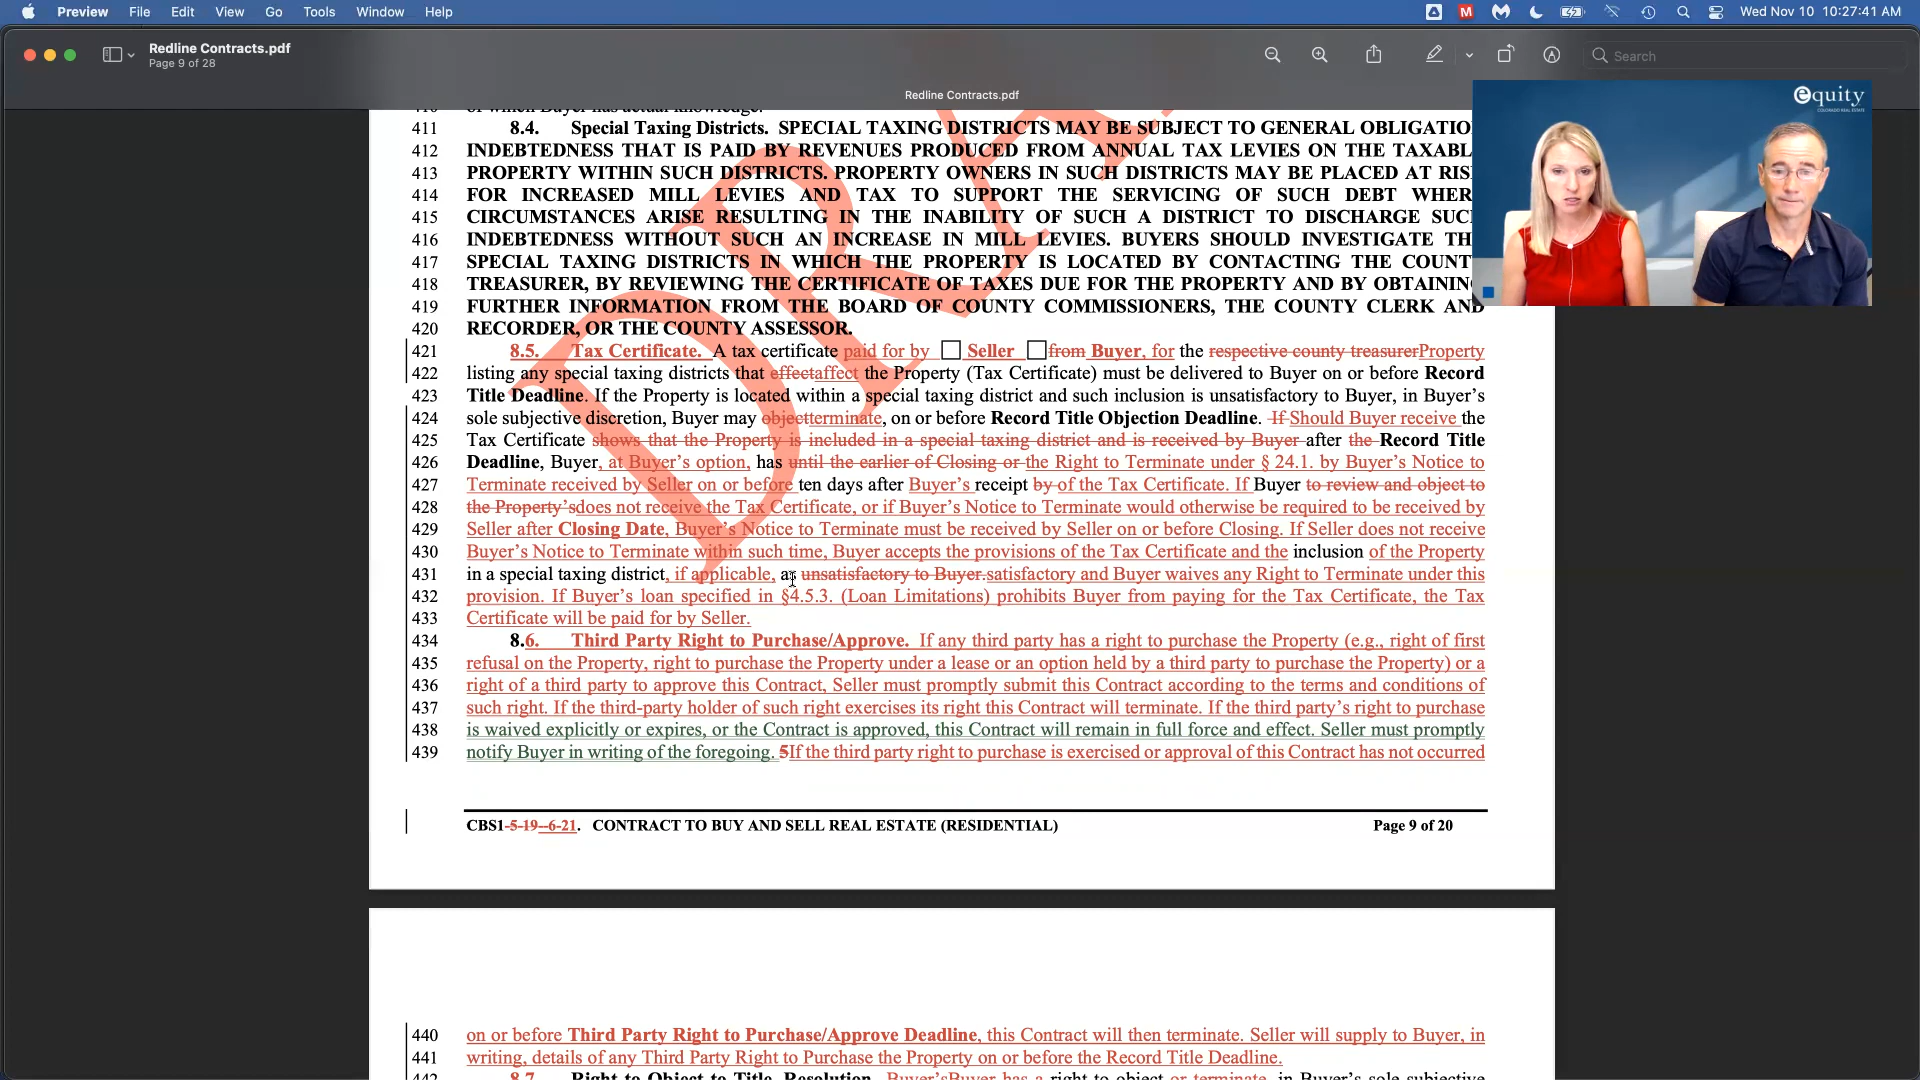 Preview File Edit View Go Tools Window Help
Wed Nov 10 10:27:41 AM
Redline Contracts.pdf
Page 9 of 28
Search
Redline Contracts.pdf
equity
COLORADO REAL ESTATE
410 of which Buyer has actual knowledge.
411 8.4. Special Taxing Districts. SPECIAL TAXING DISTRICTS MAY BE SUBJECT TO GENERAL OBLIGATIO
412 INDEBTEDNESS THAT IS PAID BY REVENUES PRODUCED FROM ANNUAL TAX LEVIES ON THE TAXABL
413 PROPERTY WITHIN SUCH DISTRICTS. PROPERTY OWNERS IN SUCH DISTRICTS MAY BE PLACED AT RIS
414 FOR INCREASED MILL LEVIES AND TAX TO SUPPORT THE SERVICING OF SUCH DEBT WHER
415 CIRCUMSTANCES ARISE RESULTING IN THE INABILITY OF SUCH A DISTRICT TO DISCHARGE SUC
416 INDEBTEDNESS WITHOUT SUCH AN INCREASE IN MILL LEVIES. BUYERS SHOULD INVESTIGATE TH
417 SPECIAL TAXING DISTRICTS IN WHICH THE PROPERTY IS LOCATED BY CONTACTING THE COUNT
418 TREASURER, BY REVIEWING THE CERTIFICATE OF TAXES DUE FOR THE PROPERTY AND BY OBTAINING
419 FURTHER INFORMATION FROM THE BOARD OF COUNTY COMMISSIONERS, THE COUNTY CLERK AND
420 RECORDER, OR THE COUNTY ASSESSOR.
421 8.5. Tax Certificate. A tax certificate paid for by Seller from Buyer, for the respective county treasurerProperty
422 listing any special taxing districts that effectaffect the Property (Tax Certificate) must be delivered to Buyer on or before Record
423 Title Deadline. If the Property is located within a special taxing district and such inclusion is unsatisfactory to Buyer, in Buyer's
424 sole subjective discretion, Buyer may objectterminate, on or before Record Title Objection Deadline. If Should Buyer receive the
425 Tax Certificate shows that the Property is included in a special taxing district and is received by Buyer after the Record Title
426 Deadline, Buyer, at Buyer's option, has until the earlier of Closing or the Right to Terminate under § 24.1. by Buyer's Notice to
427 Terminate received by Seller on or before ten days after Buyer's receipt by of the Tax Certificate. If Buyer to review and object to
428 the Property'sdoes not receive the Tax Certificate, or if Buyer's Notice to Terminate would otherwise be required to be received by
429 Seller after Closing Date, Buyer's Notice to Terminate must be received by Seller on or before Closing. If Seller does not receive
430 Buyer's Notice to Terminate within such time, Buyer accepts the provisions of the Tax Certificate and the inclusion of the Property
431 in a special taxing district, if applicable, as unsatisfactory to Buyer.satisfactory and Buyer waives any Right to Terminate under this
432 provision. If Buyer's loan specified in §4.5.3. (Loan Limitations) prohibits Buyer from paying for the Tax Certificate, the Tax
433 Certificate will be paid for by Seller.
434 8.6. Third Party Right to Purchase/Approve. If any third party has a right to purchase the Property (e.g., right of first
435 refusal on the Property, right to purchase the Property under a lease or an option held by a third party to purchase the Property) or a
436 right of a third party to approve this Contract, Seller must promptly submit this Contract according to the terms and conditions of
437 such right. If the third-party holder of such right exercises its right this Contract will terminate. If the third party's right to purchase
438 is waived explicitly or expires, or the Contract is approved, this Contract will remain in full force and effect. Seller must promptly
439 notify Buyer in writing of the foregoing. 5If the third party right to purchase is exercised or approval of this Contract has not occurred
CBS1-5-19--6-21. CONTRACT TO BUY AND SELL REAL ESTATE (RESIDENTIAL) Page 9 of 20
440 on or before Third Party Right to Purchase/Approve Deadline, this Contract will then terminate. Seller will supply to Buyer, in
441 writing, details of any Third Party Right to Purchase the Property on or before the Record Title Deadline.
442 8.7. Right to Object to Title, Resolution. Buyer'sBuyer has a right to object or terminate, in Buyer's sole subjective